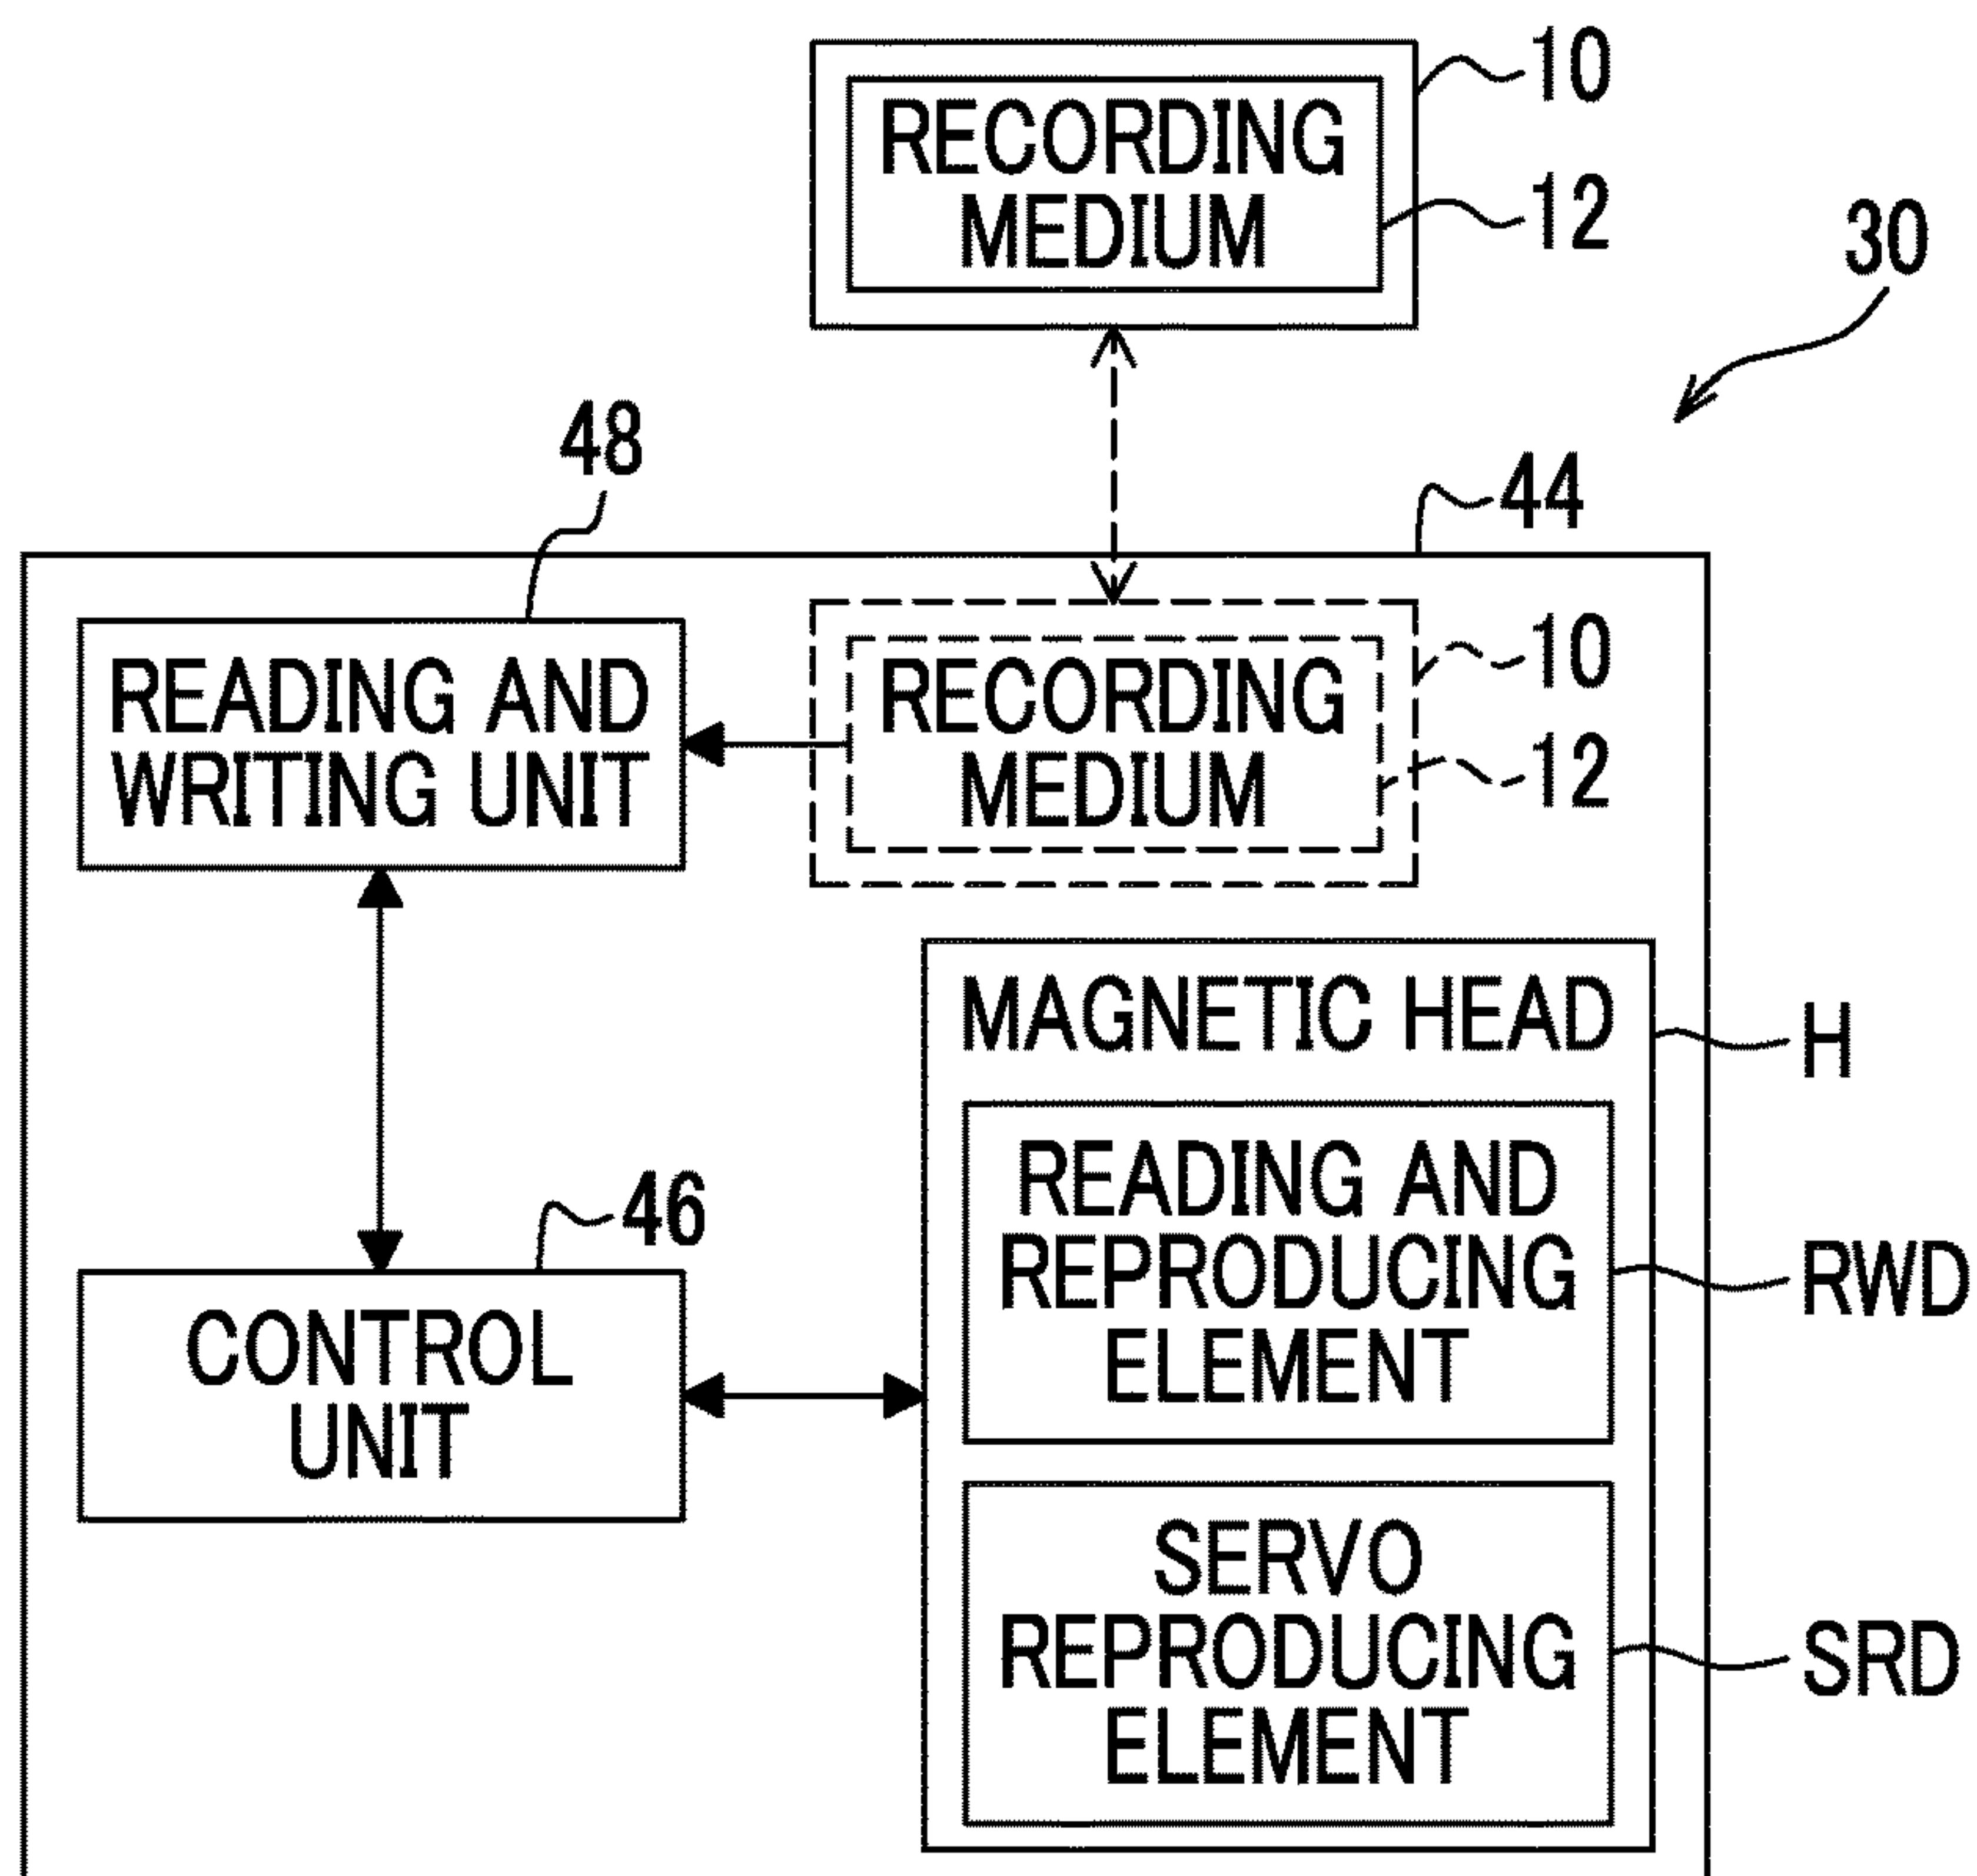 10
RECORDING
MEDIUM
12
30
48
44
READING AND
WRITING UNIT
RECORDING
MEDIUM
10
12
MAGNETIC HEAD
H
READING AND
REPRODUCING
ELEMENT
RWD
46
CONTROL
UNIT
SERVO
REPRODUCING
ELEMENT
SRD